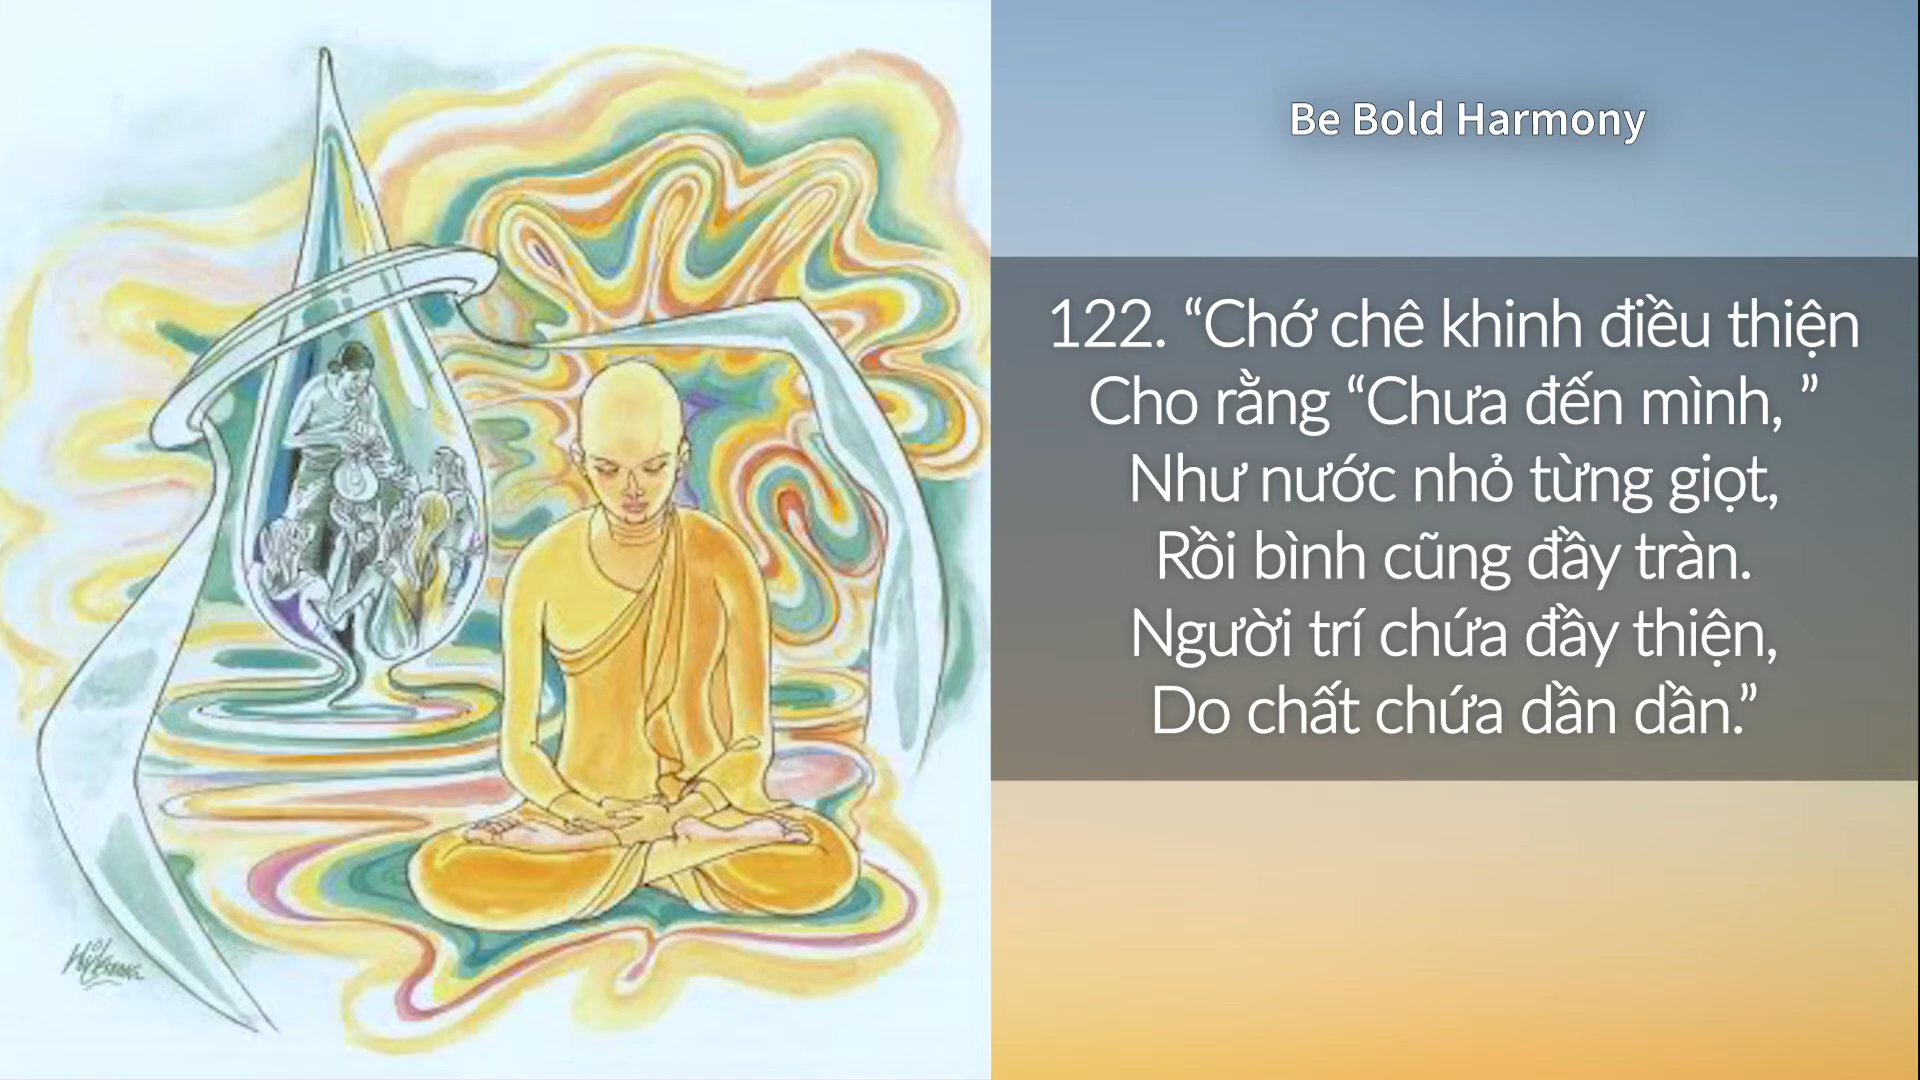 Be Bold Harmony
122. “Chớ chê khinh điều thiện
Cho rằng “Chưa đến mình, ”
Như nước nhỏ từng giọt,
Rồi bình cũng đầy tràn.
Người trí chứa đầy thiện,
Do chất chứa dần dần.”